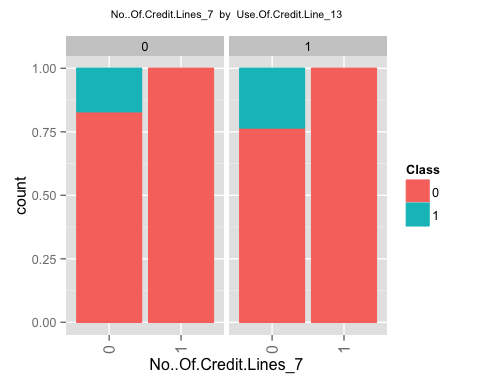 No..Of.Credit.Lines_7 by Use.Of.Credit.Line_13
0 1
1.00
0.75
0.50
0.25
0.00
count
0 1 0 1
No..Of.Credit.Lines_7
Class
0
1